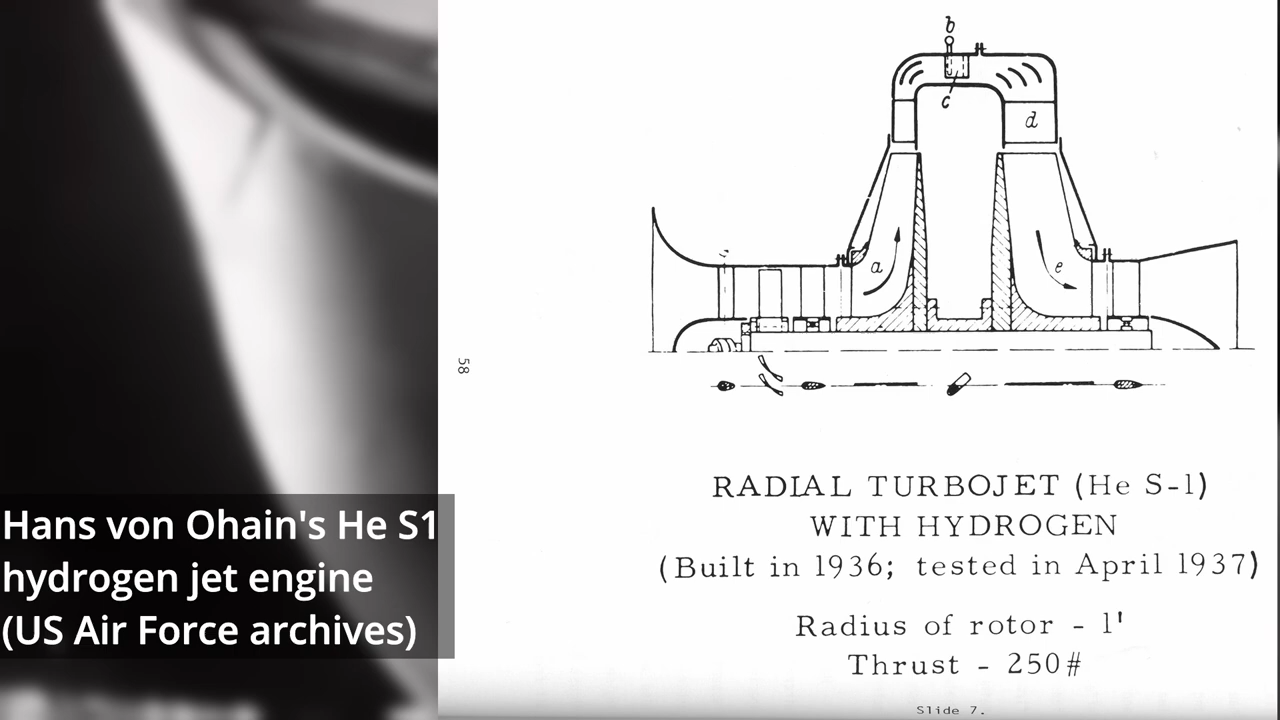 b
c
d
a
e
58
RADIAL TURBOJET (He S-1)
WITH HYDROGEN
(Built in 1936; tested in April 1937)
Radius of rotor - 1'
Thrust - 250#
Slide 7.
Hans von Ohain's He S1
hydrogen jet engine
(US Air Force archives)